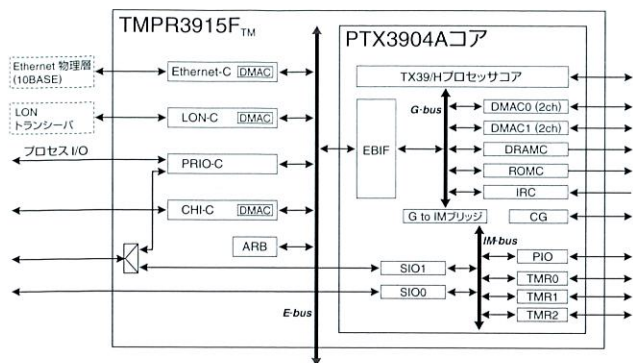 TMPR3915F TM
PTX3904Aコア
Ethernet 物理層
(10BASE)
Ethernet-C DMAC
TX39/Hプロセッサコア
G-bus
DMAC0 (2ch)
LON
トランシーバ
LON-C DMAC
DMAC1 (2ch)
EBIF
DRAMC
プロセス I/O
PRIO-C
ROMC
IRC
CHI-C DMAC
G to IMブリッジ
CG
ARB
IM-bus
PIO
SIO1
TMR0
SIO0
TMR1
E-bus
TMR2